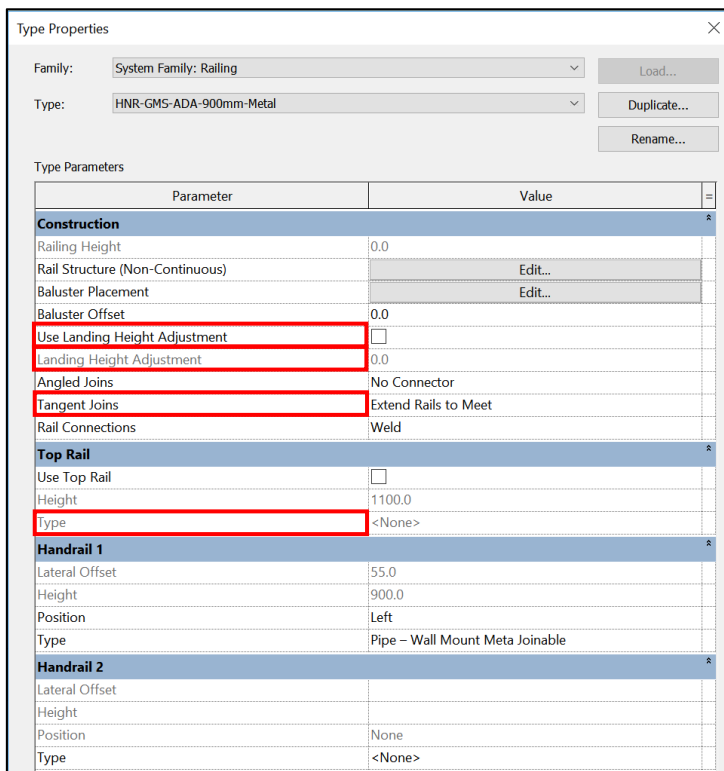 Type Properties
Family: System Family: Railing Load...
Type: HNR-GMS-ADA-900mm-Metal Duplicate...
Rename...
Type Parameters
Parameter Value =
Construction
Railing Height 0.0
Rail Structure (Non-Continuous) Edit...
Baluster Placement Edit...
Baluster Offset 0.0
Use Landing Height Adjustment
Landing Height Adjustment 0.0
Angled Joins No Connector
Tangent Joins Extend Rails to Meet
Rail Connections Weld
Top Rail
Use Top Rail
Height 1100.0
Type <None>
Handrail 1
Lateral Offset 55.0
Height 900.0
Position Left
Type Pipe – Wall Mount Meta Joinable
Handrail 2
Lateral Offset
Height
Position None
Type <None>